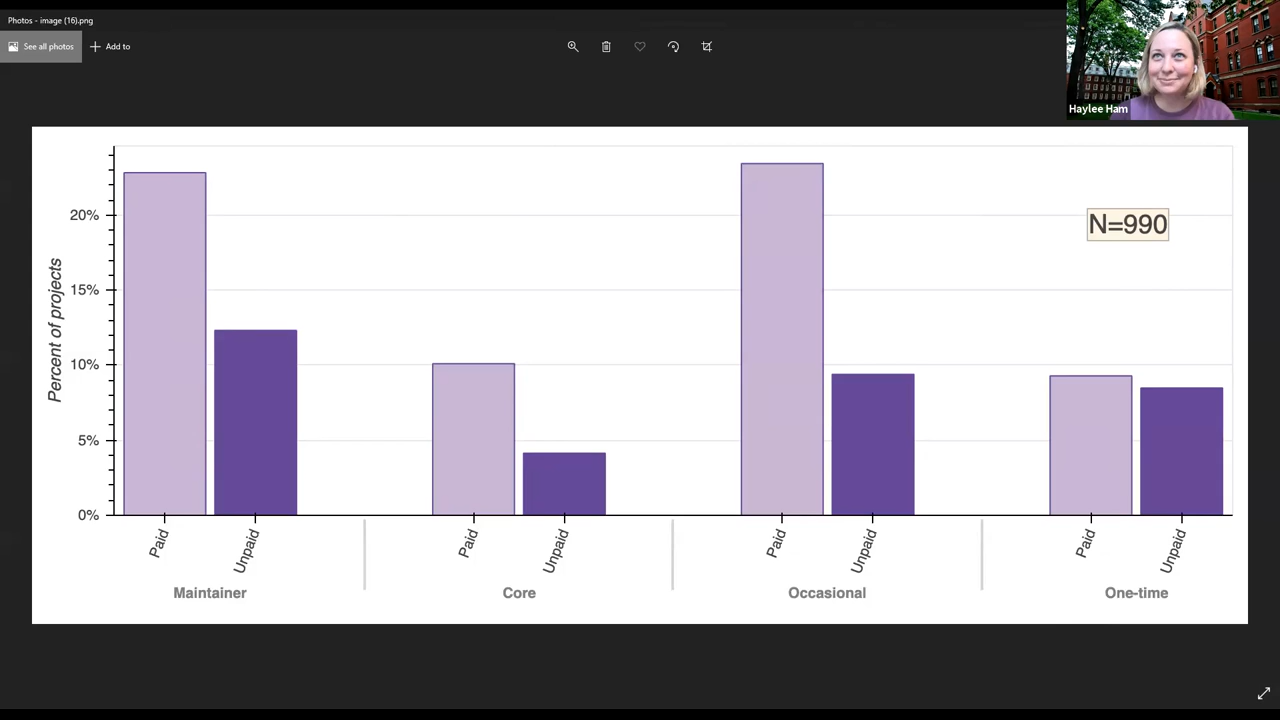 Photos - image (16).png
See all photos
Add to
Haylee Ham
N=990
Percent of projects
20%
15%
10%
5%
0%
Paid
Unpaid
Paid
Unpaid
Paid
Unpaid
Paid
Unpaid
Maintainer
Core
Occasional
One-time